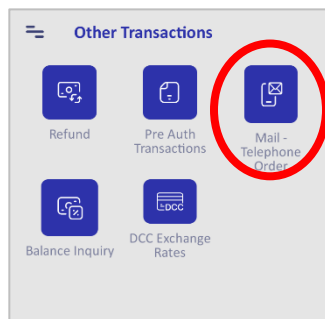 Other Transactions
Refund
Pre Auth
Transactions
Mail -
Telephone
Order
DCC
Balance Inquiry
DCC Exchange
Rates